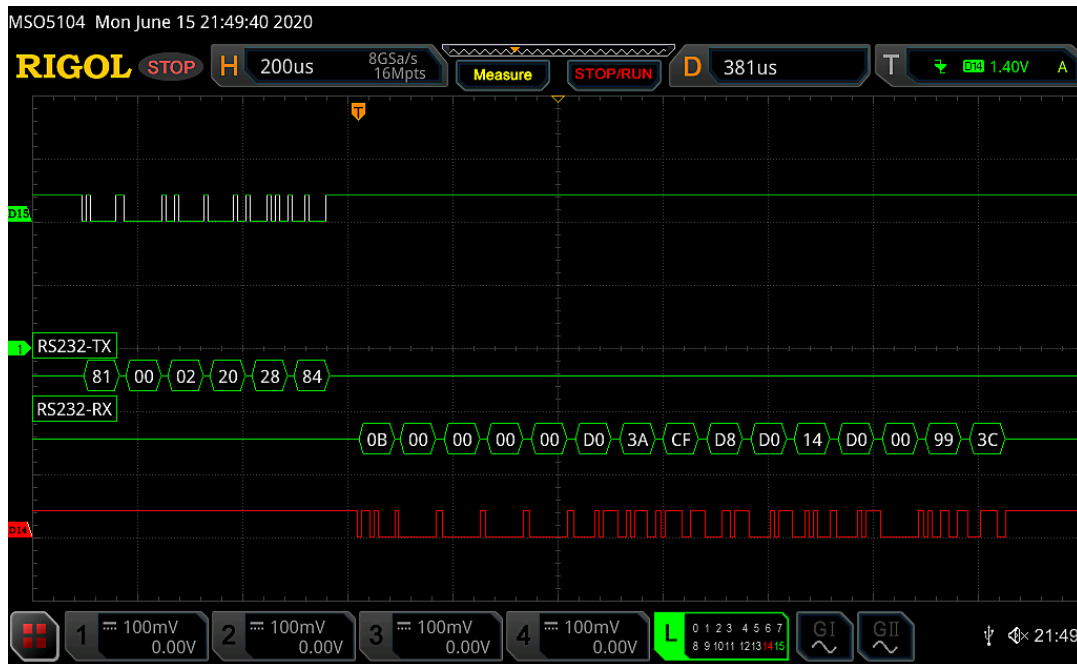 MSO5104 Mon June 15 21:49:40 2020
RIGOL STOP H 200us 8GSa/s 16Mpts Measure STOP/RUN D 381us T D14 1.40V A
T
D15
1 RS232-TX
81 00 02 20 28 84
RS232-RX
0B 00 00 00 00 D0 3A CF D8 D0 14 D0 00 99 3C
D14
1 100mV 0.00V 2 100mV 0.00V 3 100mV 0.00V 4 100mV 0.00V L 0 1 2 3 4 5 6 7 8 9 10 11 12 13 14 15 GI GII 21:49